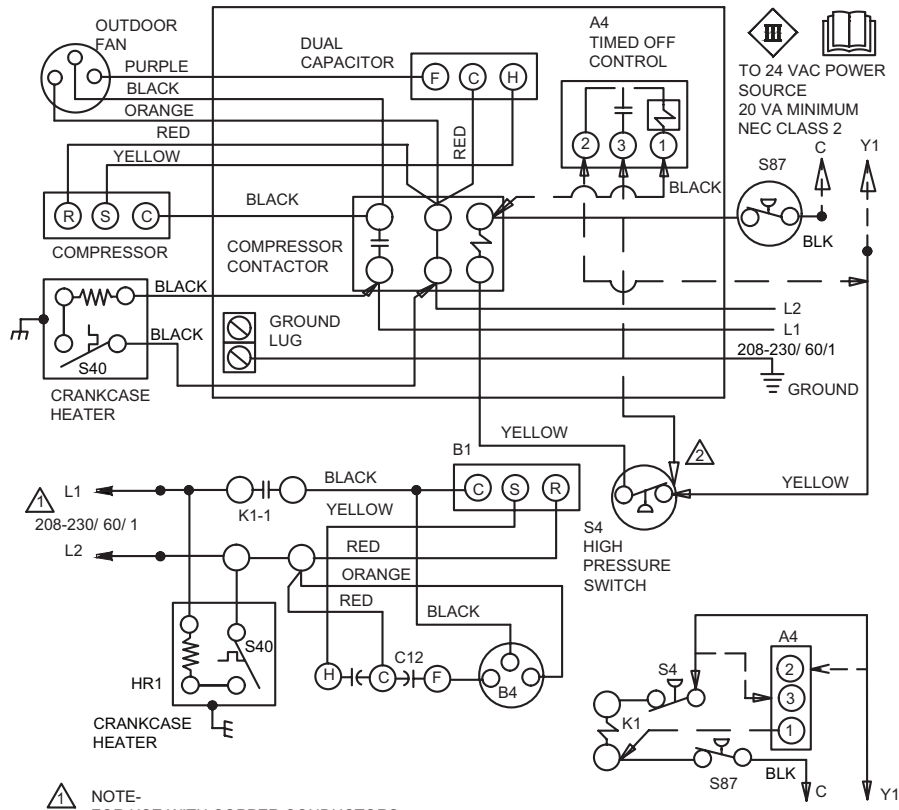 OUTDOOR
FAN
DUAL
CAPACITOR
A4
TIMED OFF
CONTROL
TO 24 VAC POWER
SOURCE
20 VA MINIMUM
NEC CLASS 2
PURPLE
BLACK
ORANGE
RED
YELLOW
F C H
RED
2 3 1
BLACK
S87
C
Y1
BLK
R S C
COMPRESSOR
BLACK
COMPRESSOR
CONTACTOR
BLACK
BLACK
S40
CRANKCASE
HEATER
GROUND
LUG
L2
L1
208-230/ 60/1
GROUND
YELLOW
2
YELLOW
S4
HIGH
PRESSURE
SWITCH
B1
C S R
1
L1
208-230/ 60/ 1
L2
K1-1
BLACK
YELLOW
RED
ORANGE
RED
BLACK
S40
HR1
CRANKCASE
HEATER
H C C12 F
B4
A4
2
3
1
S4
K1
S87
BLK
C
Y1
1 NOTE-